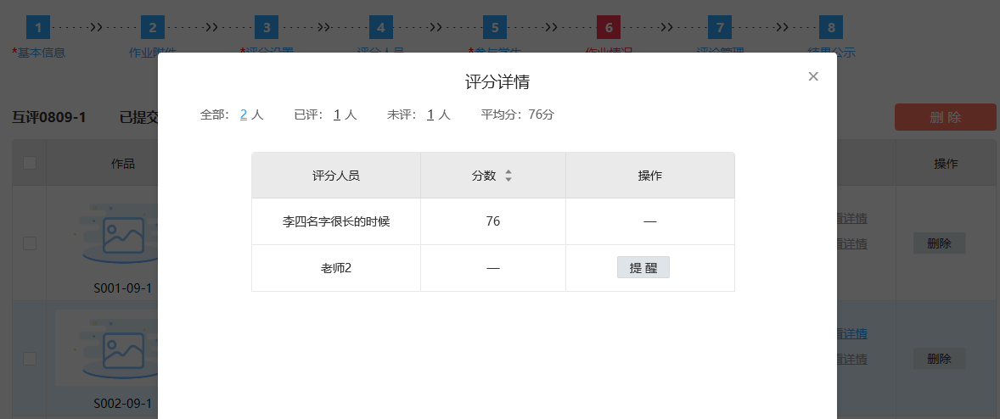 1 2 3 4 5 6 7 8
*基本信息 作业附件 *评分设置 评分人员 *参与学生 作业情况 评论管理 结果公示
评分详情
全部： 2 人 已评： 1 人 未评： 1 人 平均分：76分
互评0809-1 已提交 删 除
作品 操作
评分人员 分数 操作
李四名字很长的时候 76 —
看详情
看详情 删除
老师2 — 提 醒
S001-09-1
看详情
看详情 删除
S002-09-1